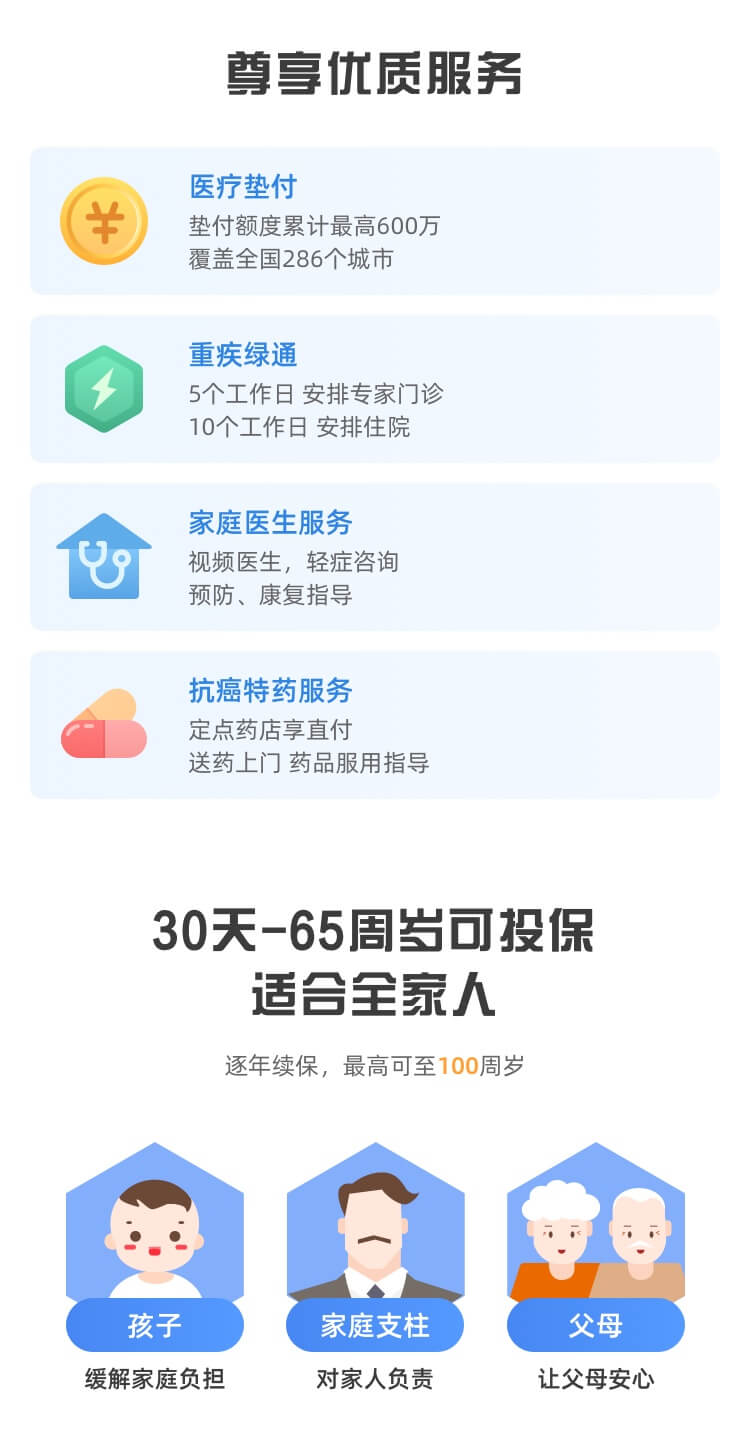 尊享优质服务
医疗垫付
垫付额度累计最高600万
覆盖全国286个城市
重疾绿通
5个工作日 安排专家门诊
10个工作日 安排住院
家庭医生服务
视频医生，轻症咨询
预防、康复指导
抗癌特药服务
定点药店享直付
送药上门 药品服用指导
30天-65周岁可投保
适合全家人
逐年续保，最高可至100周岁
孩子
家庭支柱
父母
缓解家庭负担
对家人负责
让父母安心